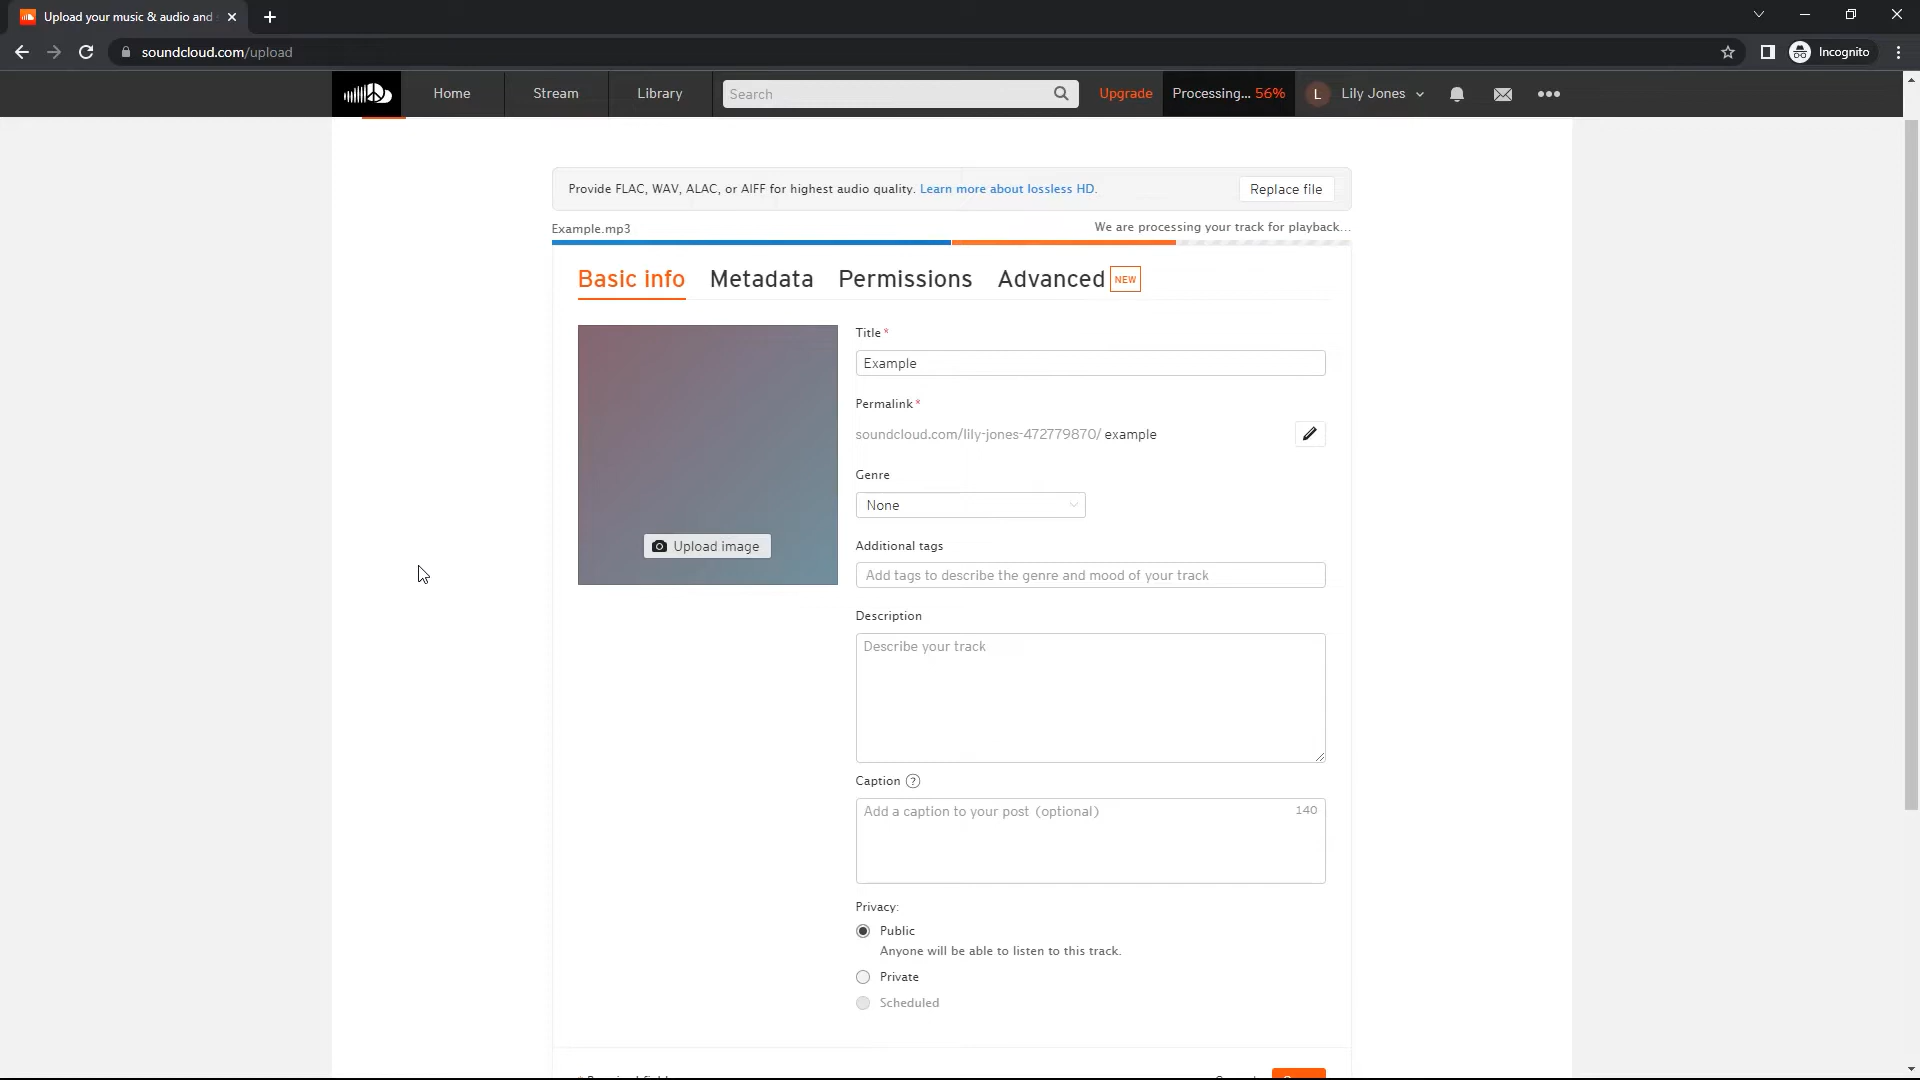 Upload your music & audio and
soundcloud.com/upload
Incognito
Home
Stream
Library
Search
Upgrade
Processing... 56%
L
Lily Jones
Provide FLAC, WAV, ALAC, or AIFF for highest audio quality. Learn more about lossless HD.
Replace file
Example.mp3
We are processing your track for playback...
Basic info
Metadata
Permissions
Advanced
NEW
Title *
Example
Permalink *
soundcloud.com/lily-jones-472779870/ example
Genre
None
Upload image
Additional tags
Add tags to describe the genre and mood of your track
Description
Describe your track
Caption ?
Add a caption to your post (optional)
140
Privacy:
Public
Anyone will be able to listen to this track.
Private
Scheduled